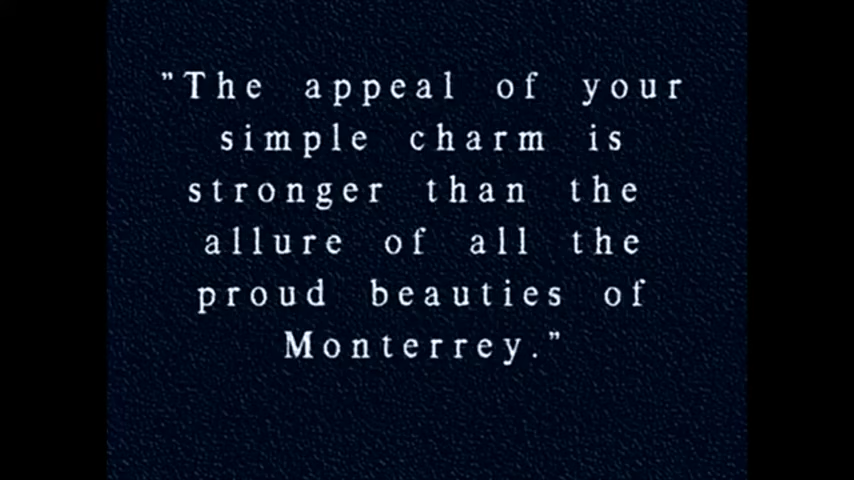 "The appeal of your
simple charm is
stronger than the
allure of all the
proud beauties of
Monterrey."